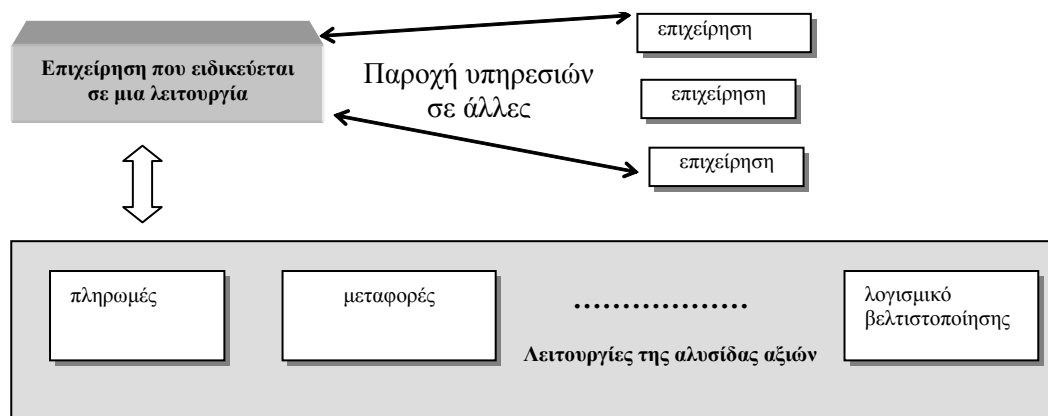 επιχείρηση
Επιχείρηση που ειδικεύεται
σε μια λειτουργία
Παροχή υπηρεσιών
σε άλλες
επιχείρηση
επιχείρηση
πληρωμές
μεταφορές
..................
λογισμικό
βελτιστοποίησης
Λειτουργίες της αλυσίδας αξιών